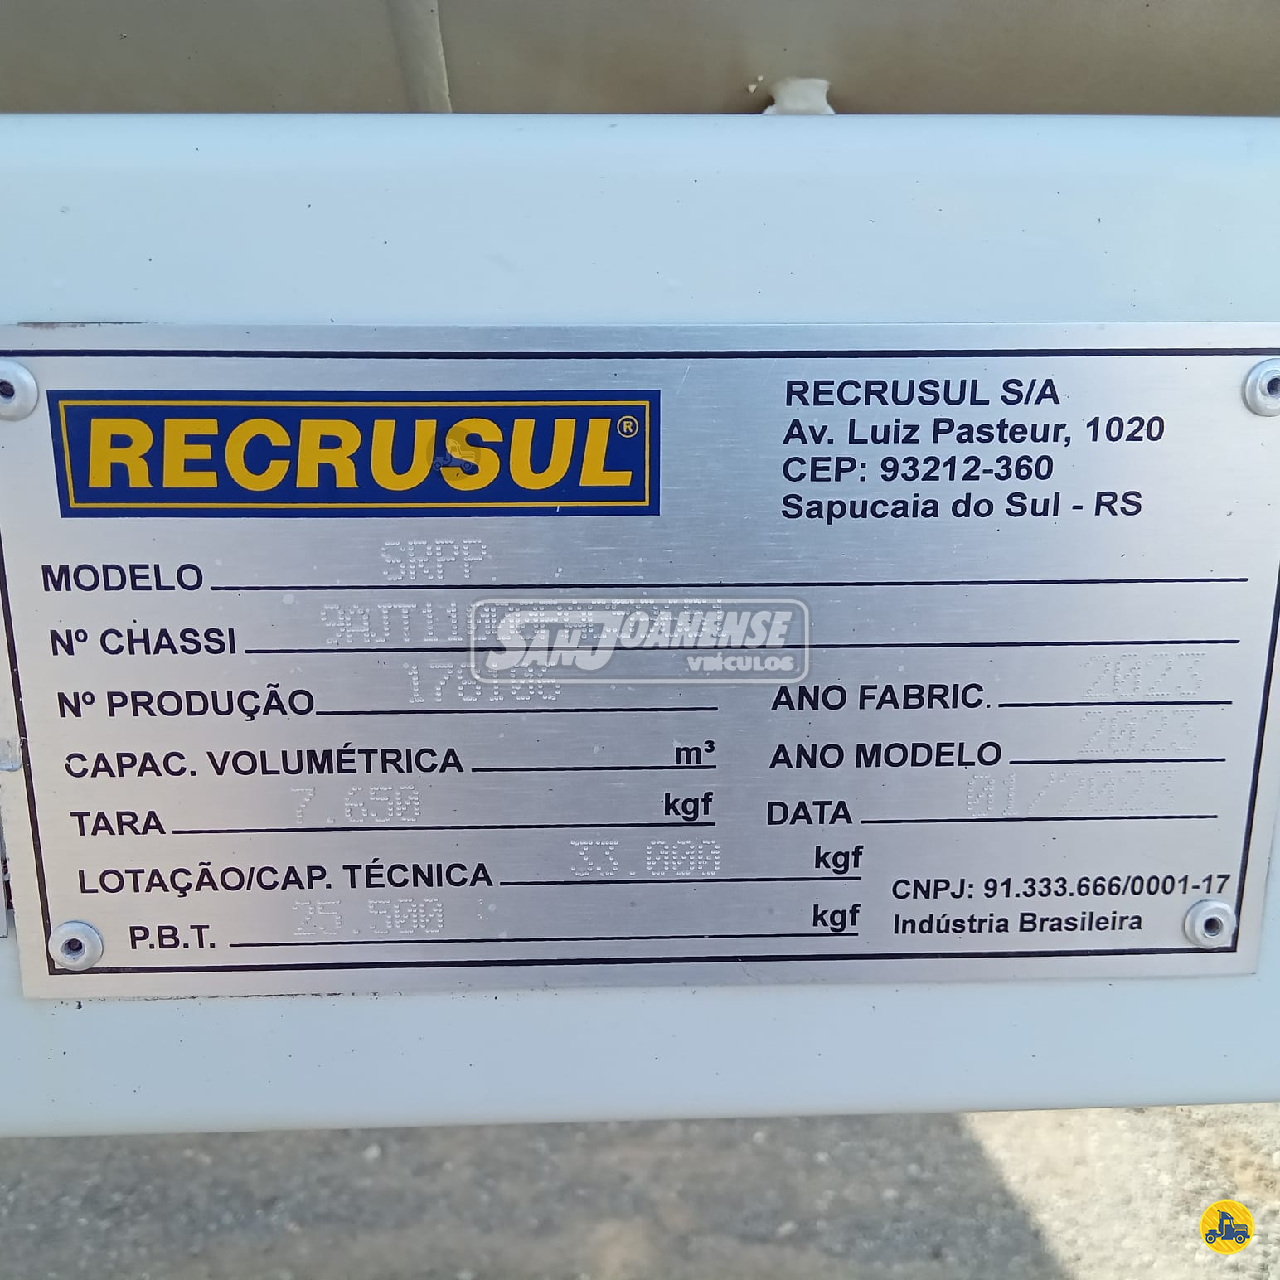 RECRUSUL®
RECRUSUL S/A
Av. Luiz Pasteur, 1020
CEP: 93212-360
Sapucaia do Sul - RS
MODELO SRPP.
Nº CHASSI
SANJOANENSE
VEÍCULOS
Nº PRODUÇÃO
ANO FABRIC. 2023
CAPAC. VOLUMÉTRICA m³
ANO MODELO 2023
TARA 7.650 kgf
DATA 01/2023
LOTAÇÃO/CAP. TÉCNICA 33.000 kgf
P.B.T. 25.500 kgf
CNPJ: 91.333.666/0001-17
Indústria Brasileira